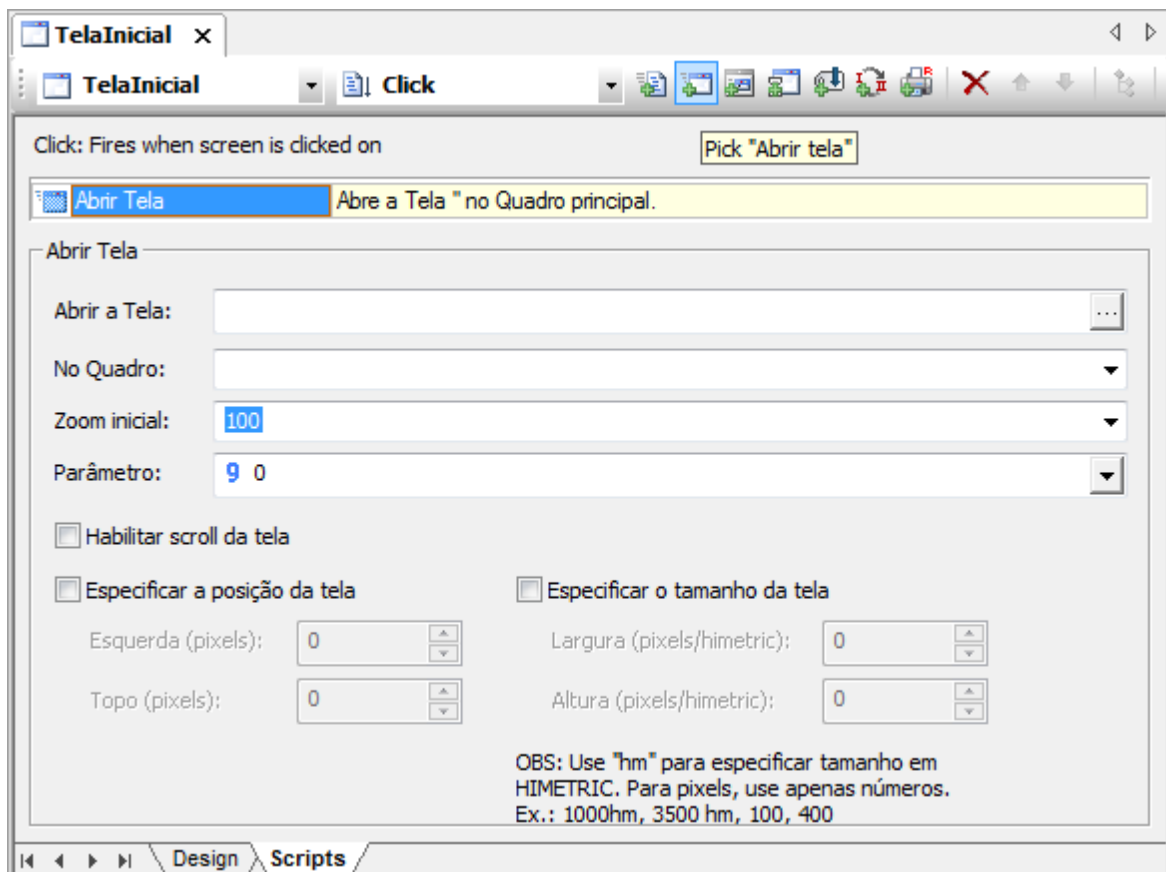 TelaInicial
TelaInicial Click
Click: Fires when screen is clicked on
Pick "Abrir tela"
Abrir Tela Abre a Tela '' no Quadro principal.
Abrir Tela
Abrir a Tela: ...
No Quadro:
Zoom inicial: 100
Parâmetro: 9 0
Habilitar scroll da tela
Especificar a posição da tela Especificar o tamanho da tela
Esquerda (pixels): 0 Largura (pixels/himetric): 0
Topo (pixels): 0 Altura (pixels/himetric): 0
OBS: Use "hm" para especificar tamanho em
HIMETRIC. Para pixels, use apenas números.
Ex.: 1000hm, 3500 hm, 100, 400
Design Scripts